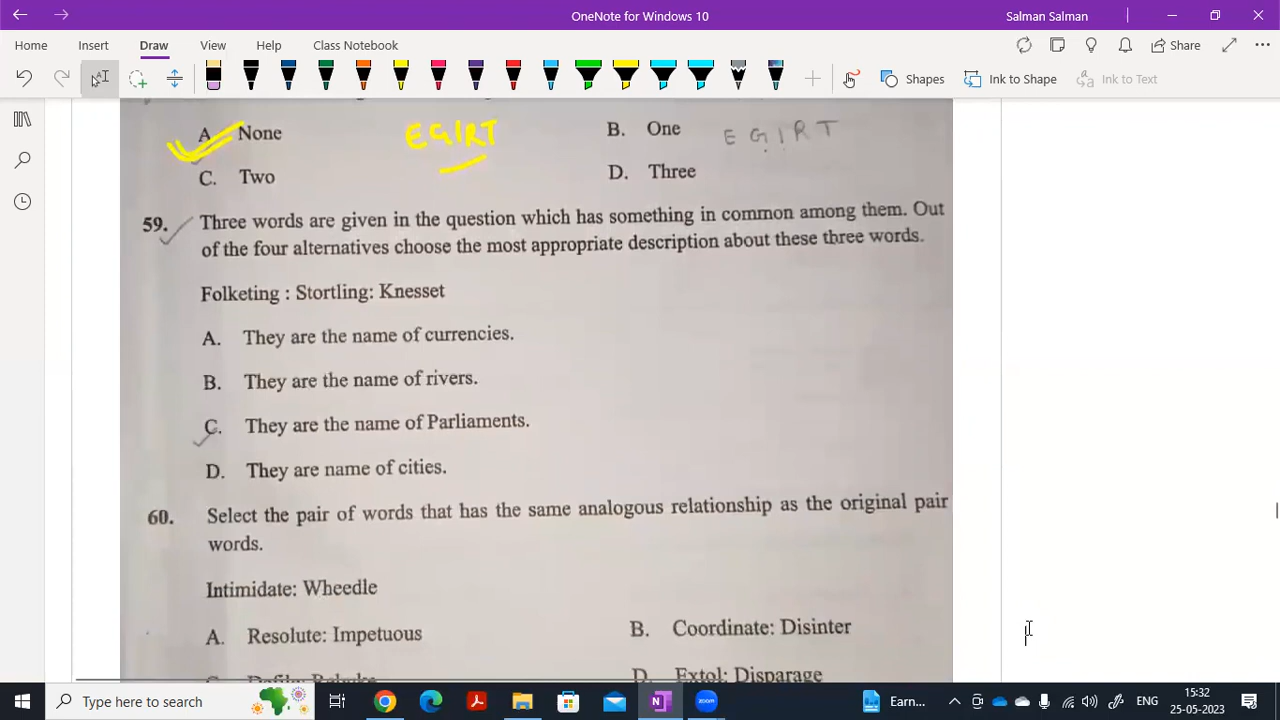 OneNote for Windows 10
Salman Salman
Home Insert Draw View Help Class Notebook
Share
Shapes Ink to Shape Ink to Text
A. None EGIRT B. One EGIRT
C. Two D. Three
59. Three words are given in the question which has something in common among them. Out
of the four alternatives choose the most appropriate description about these three words.
Folketing : Stortling: Knesset
A. They are the name of currencies.
B. They are the name of rivers.
C. They are the name of Parliaments.
D. They are name of cities.
60. Select the pair of words that has the same analogous relationship as the original pair
words.
Intimidate: Wheedle
A. Resolute: Impetuous B. Coordinate: Disinter
D. Extol: Disparage
Type here to search
Earn...
ENG
15:32
25-05-2023